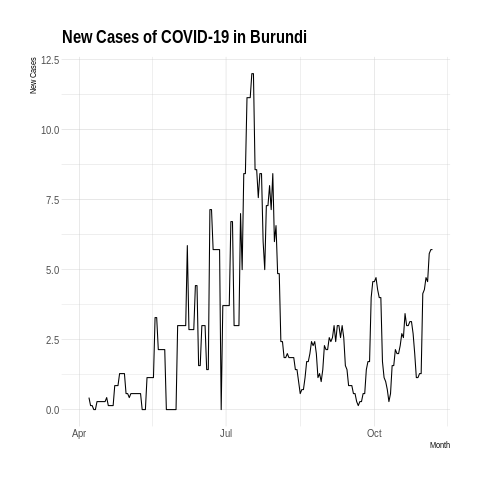 New Cases of COVID-19 in Burundi
New Cases
12.5
10.0
7.5
5.0
2.5
0.0
Apr
Jul
Oct
Month